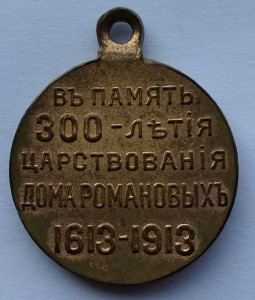 ВЪ ПАМЯТЬ
300-лѣтія
ЦАРСТВОВАНІЯ
ДОМА РОМАНОВЫХЪ
1613-1913